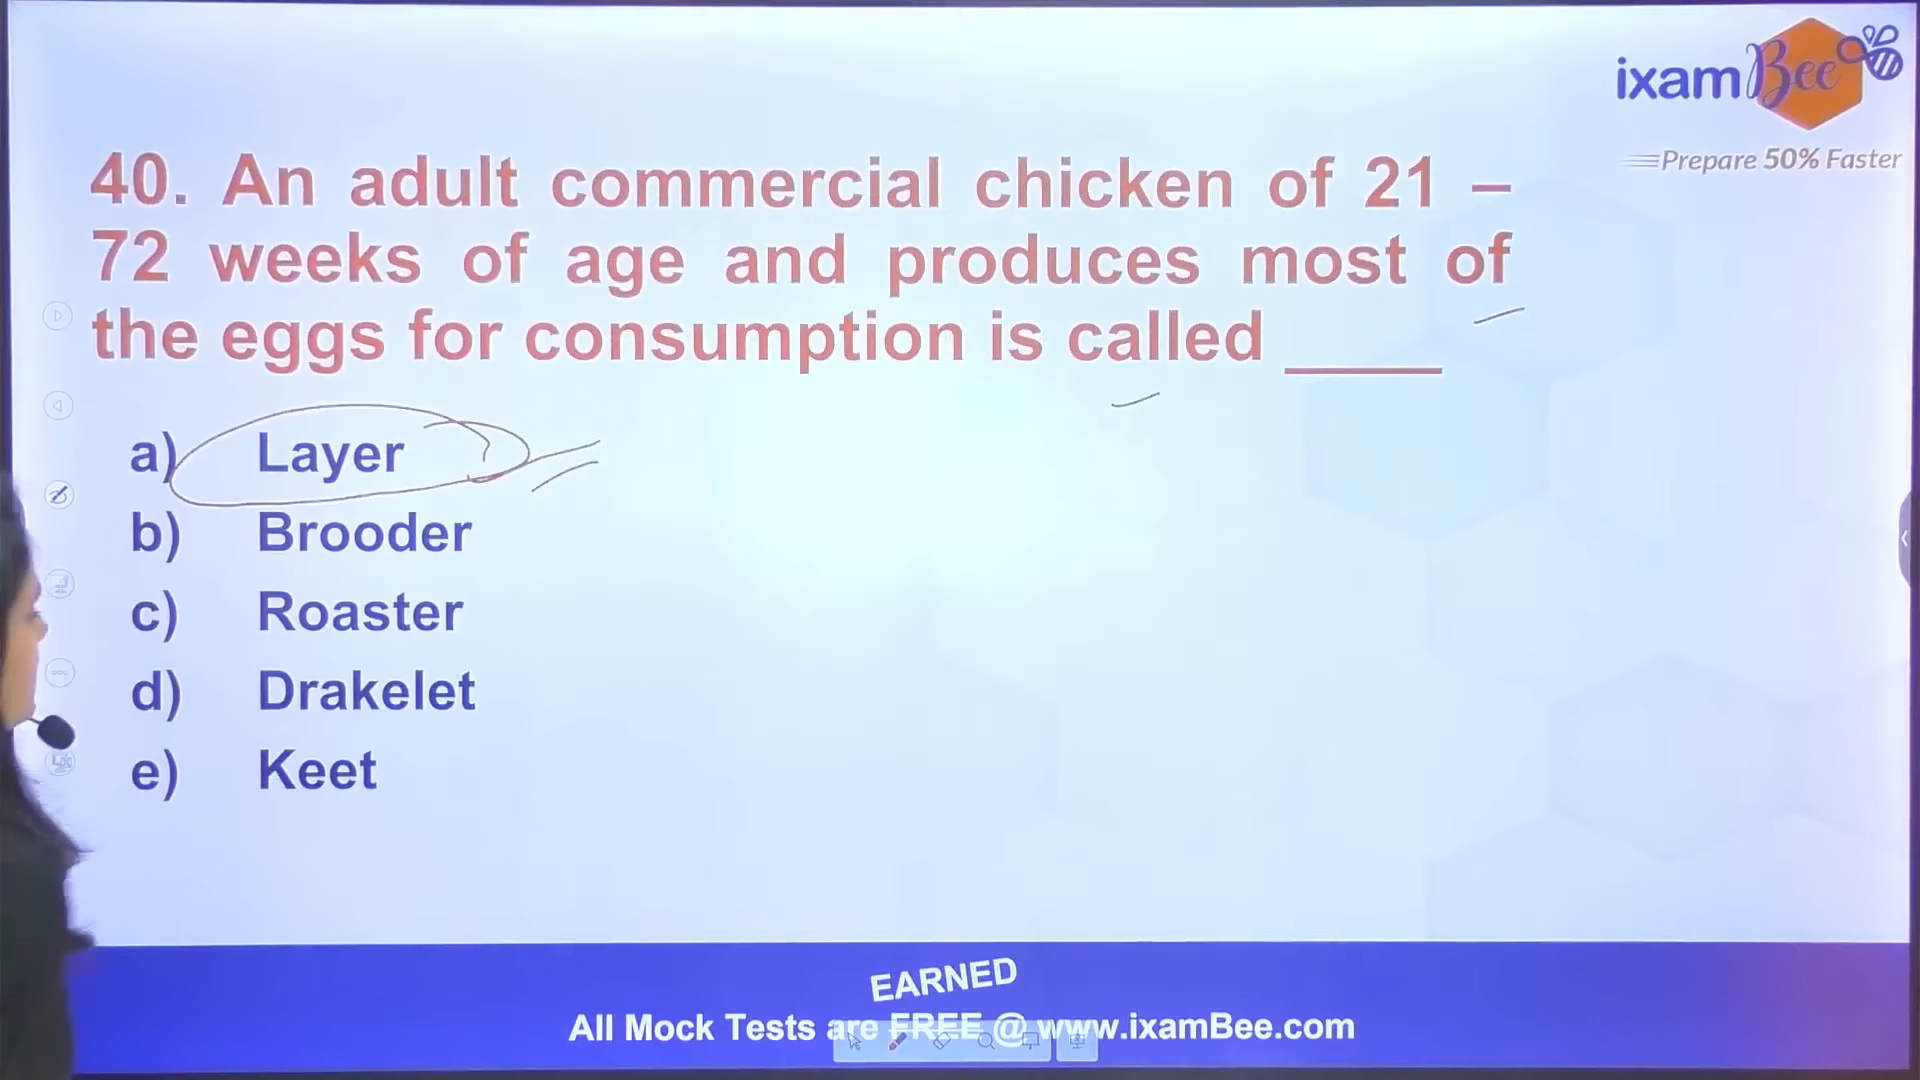 ixamBee
Prepare 50% Faster
40. An adult commercial chicken of 21 –
72 weeks of age and produces most of
the eggs for consumption is called _____
a) Layer
b) Brooder
c) Roaster
d) Drakelet
e) Keet
EARNED
All Mock Tests are FREE @ www.ixamBee.com